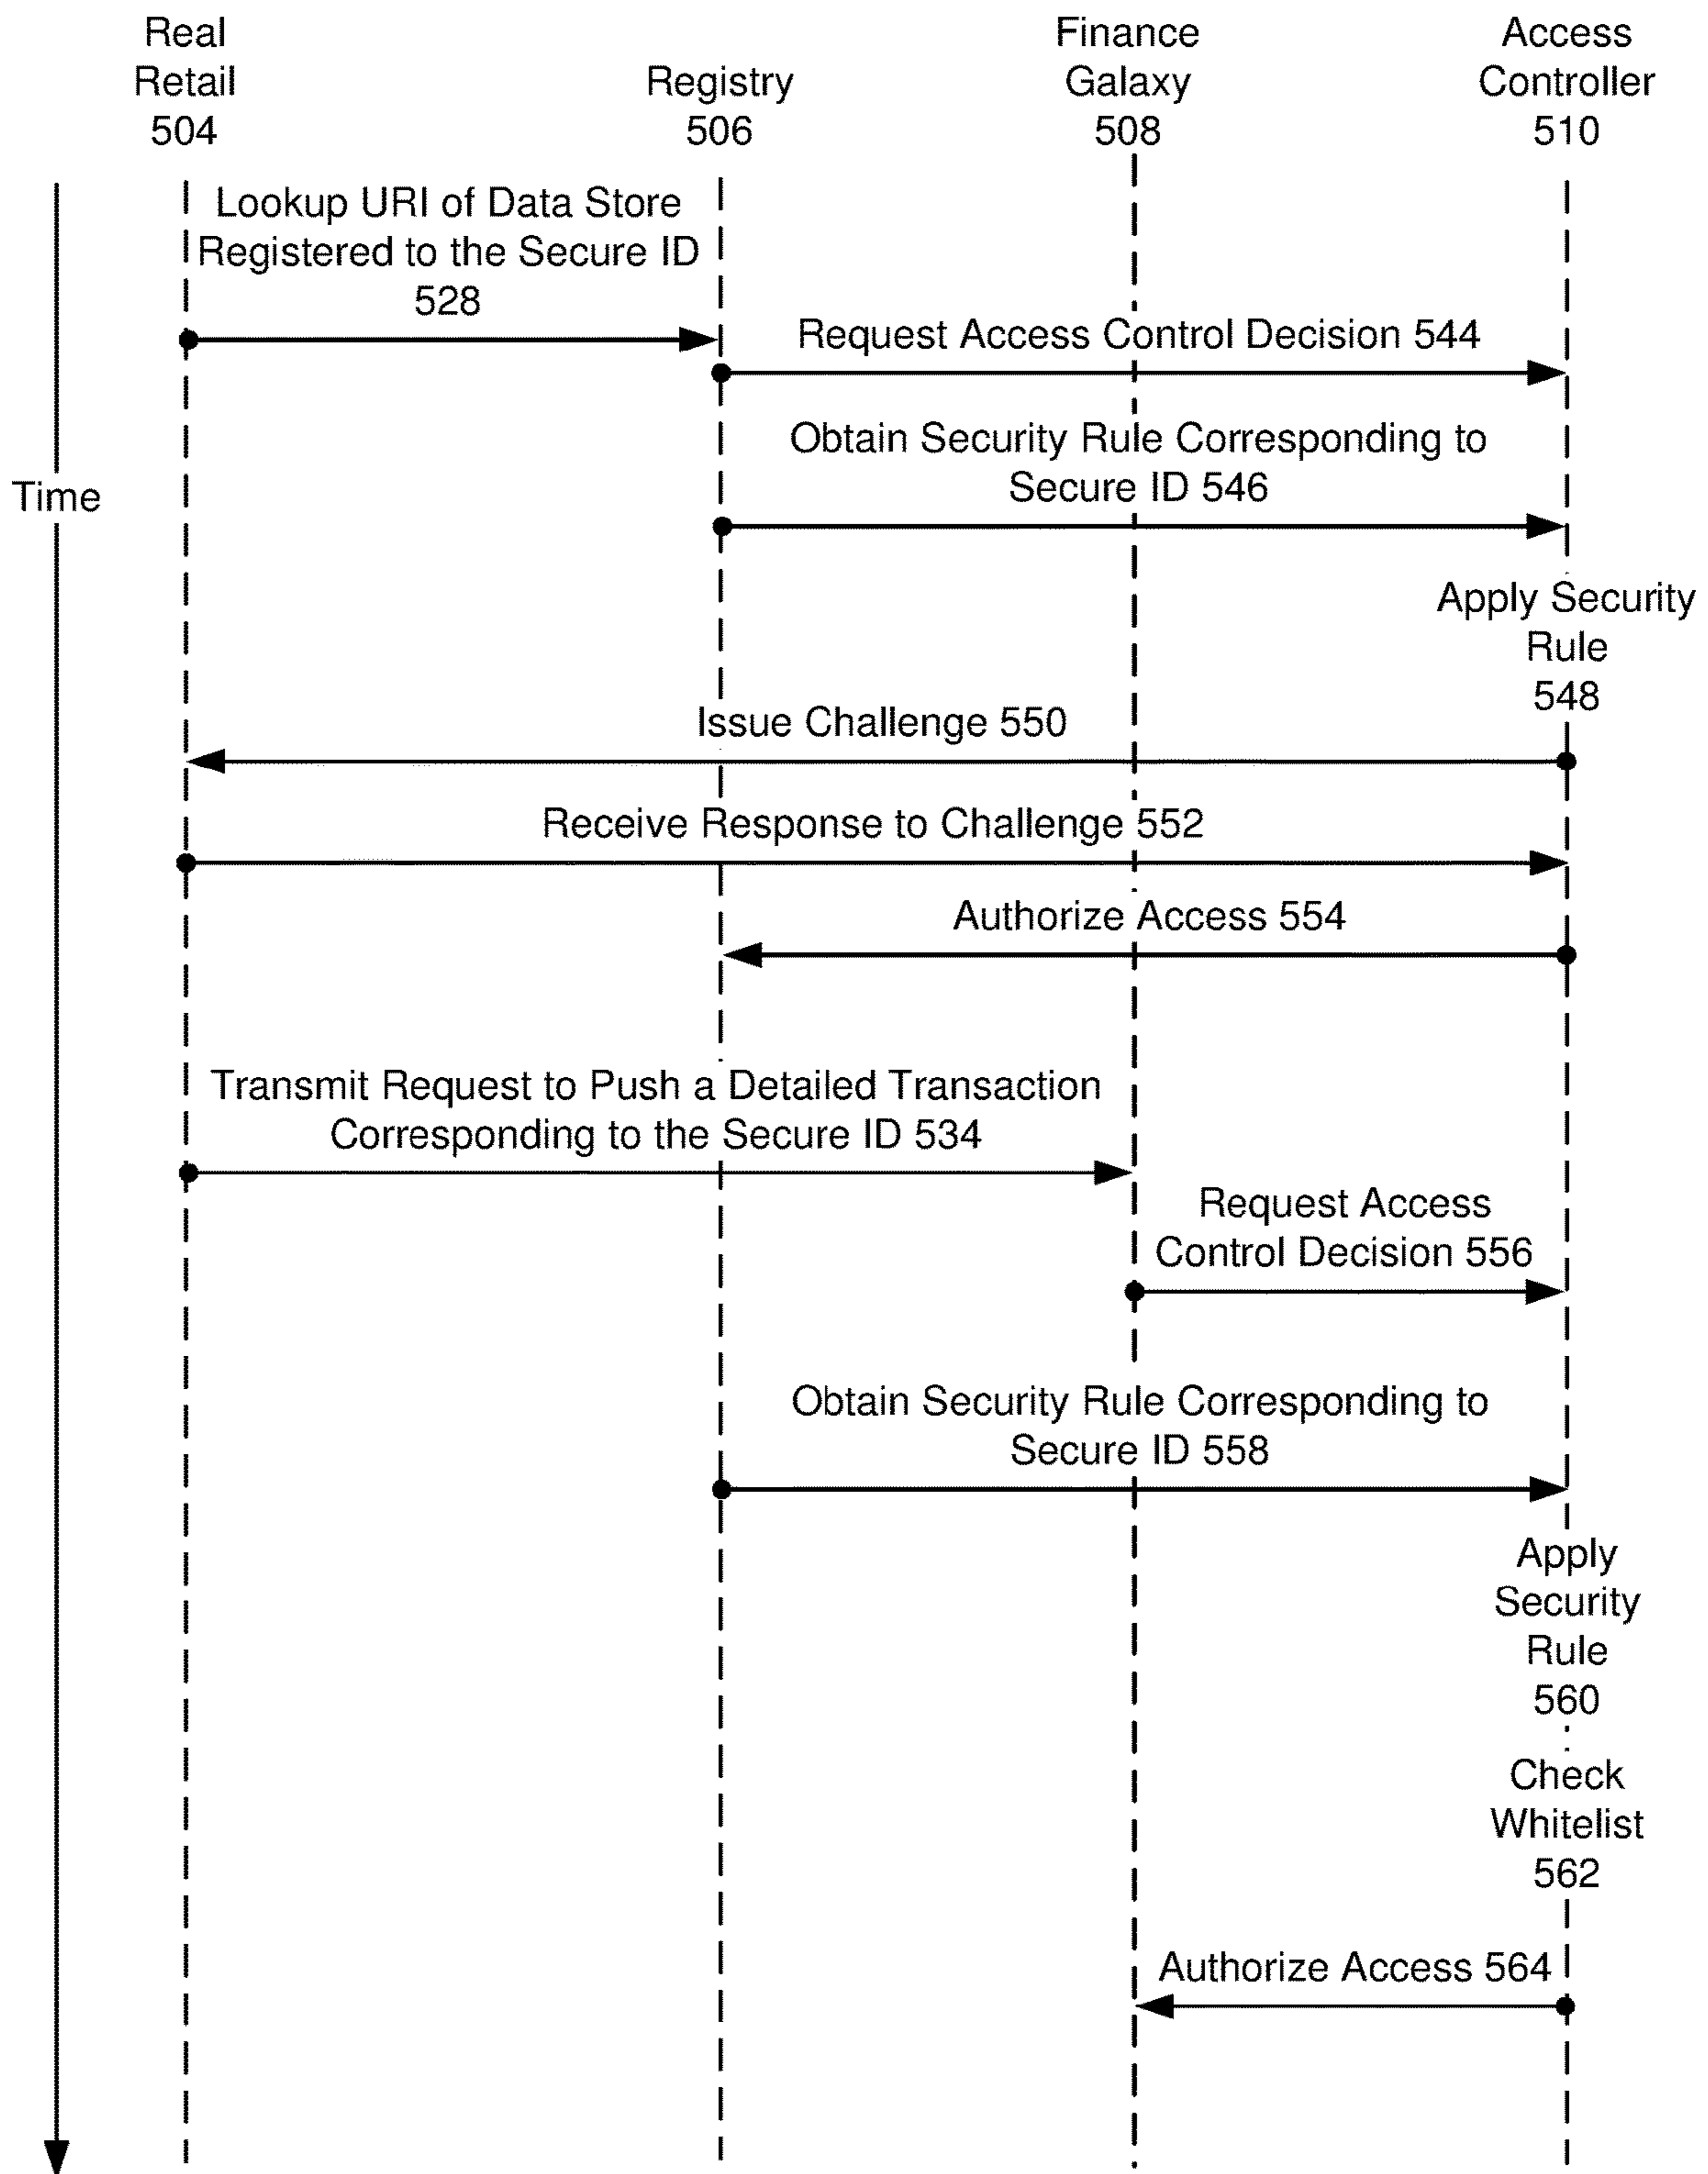 Real
Retail
504
Registry
506
Finance
Galaxy
508
Access
Controller
510
Lookup URI of Data Store
Registered to the Secure ID
528
Request Access Control Decision 544
Obtain Security Rule Corresponding to
Secure ID 546
Time
Apply Security
Rule
548
Issue Challenge 550
Receive Response to Challenge 552
Authorize Access 554
Transmit Request to Push a Detailed Transaction
Corresponding to the Secure ID 534
Request Access
Control Decision 556
Obtain Security Rule Corresponding to
Secure ID 558
Apply
Security
Rule
560
Check
Whitelist
562
Authorize Access 564